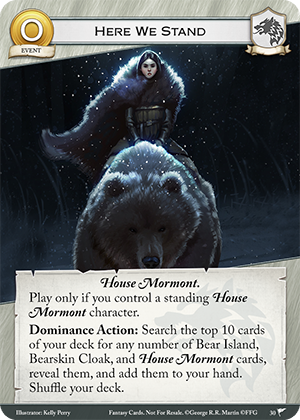 0
EVENT
HERE WE STAND
House Mormont.
Play only if you control a standing House
Mormont character.
Dominance Action: Search the top 10 cards
of your deck for any number of Bear Island,
Bearskin Cloak, and House Mormont cards,
reveal them, and add them to your hand.
Shuffle your deck.
Illustrator: Kelly Perry
Fantasy Cards. Not For Resale. ©George R.R. Martin ©FFG
30